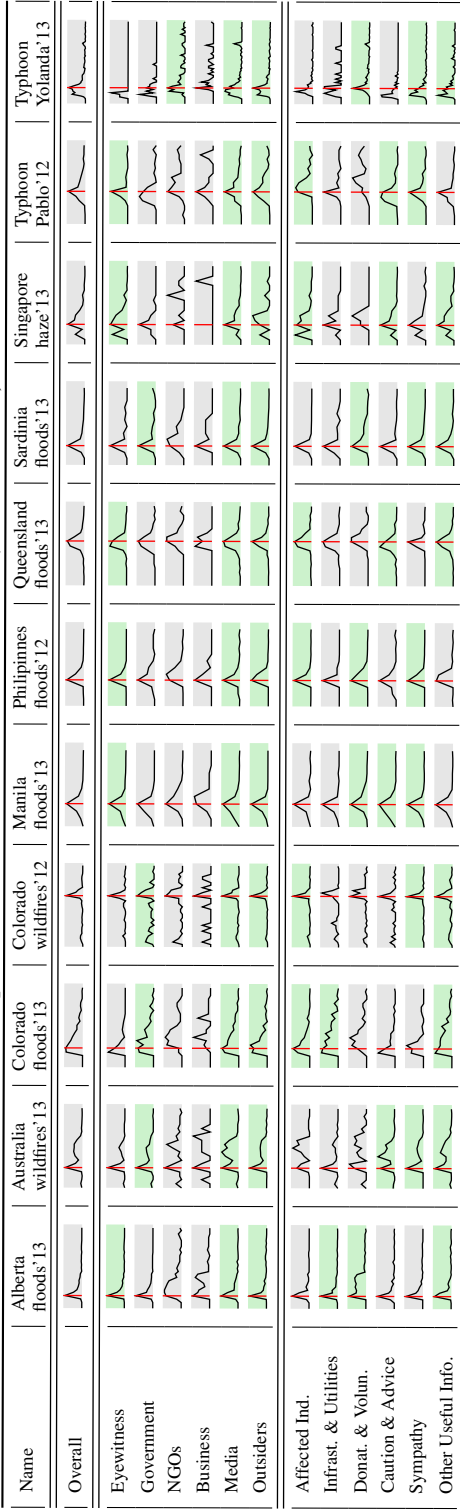 Name
Alberta
floods'13
Australia
wildfires'13
Colorado
floods'13
Colorado
wildfires'12
Manila
floods'13
Philipinnes
floods'12
Queensland
floods'13
Sardinia
floods'13
Singapore
haze'13
Typhoon
Pablo'12
Typhoon
Yolanda'13
Overall
Eyewitness
Government
NGOs
Business
Media
Outsiders
Affected Ind.
Infrast. & Utilities
Donat. & Volun.
Caution & Advice
Sympathy
Other Useful Info.